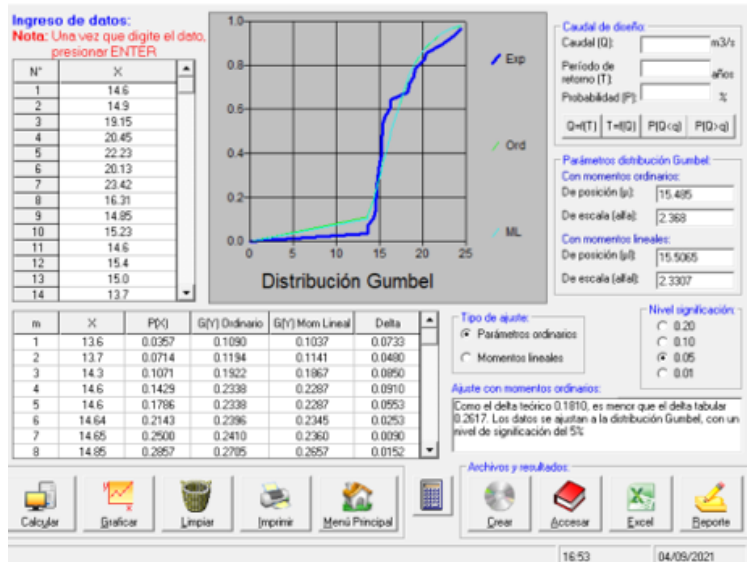 Ingreso de datos:
Nota: Una vez que digite el dato,
presionar ENTER
N° X
1 14.6
2 14.9
3 19.15
4 20.45
5 22.23
6 20.13
7 23.42
8 16.31
9 14.85
10 15.23
11 14.6
12 15.4
13 15.0
14 13.7
1.0
0.8
0.6
0.4
0.2
0.0
0 5 10 15 20 25
Exp
Ord
ML
Distribución Gumbel
Caudal de diseño:
Caudal (Q): m3/s
Período de
retorno (T): años
Probabilidad (P): %
Q=f(T) T=f(Q) P(Q<q) P(Q>q)
Parámetros distribución Gumbel:
Con momentos ordinarios:
De posición (µ): 15.485
De escala (alfa): 2.368
Con momentos lineales:
De posición (µl): 15.5065
De escala (alfal): 2.3307
m X P(X) G(Y) Ordinario G(Y) Mom Lineal Delta
1 13.6 0.0357 0.1090 0.1037 0.0733
2 13.7 0.0714 0.1194 0.1141 0.0480
3 14.3 0.1071 0.1922 0.1867 0.0850
4 14.6 0.1429 0.2338 0.2287 0.0910
5 14.6 0.1786 0.2338 0.2287 0.0553
6 14.64 0.2143 0.2396 0.2345 0.0253
7 14.65 0.2500 0.2410 0.2360 0.0090
8 14.85 0.2857 0.2705 0.2657 0.0152
Tipo de ajuste:
Parámetros ordinarios
Momentos lineales
Nivel significación:
0.20
0.10
0.05
0.01
Ajuste con momentos ordinarios:
Como el delta teórico 0.1810, es menor que el delta tabular
0.2617. Los datos se ajustan a la distribución Gumbel, con un
nivel de significación del 5%
Calcular Graficar Limpiar Imprimir Menú Principal
Archivos y resultados:
Crear Accesar Excel Reporte
16:53 04/09/2021